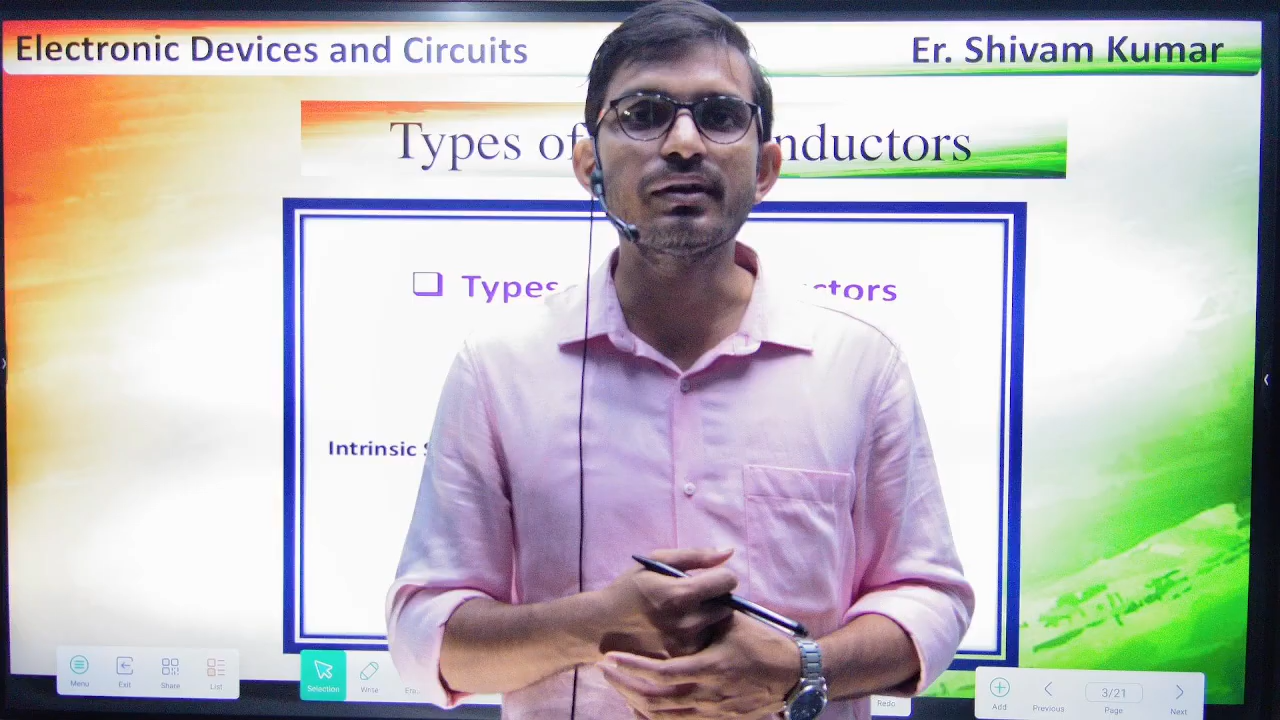 Electronic Devices and Circuits
Er. Shivam Kumar
Types of nductors
Types ctors
Intrinsic
Menu
Exit
Share
List
Selection
Write
Redo
Add
Previous
3/21
Page
Next